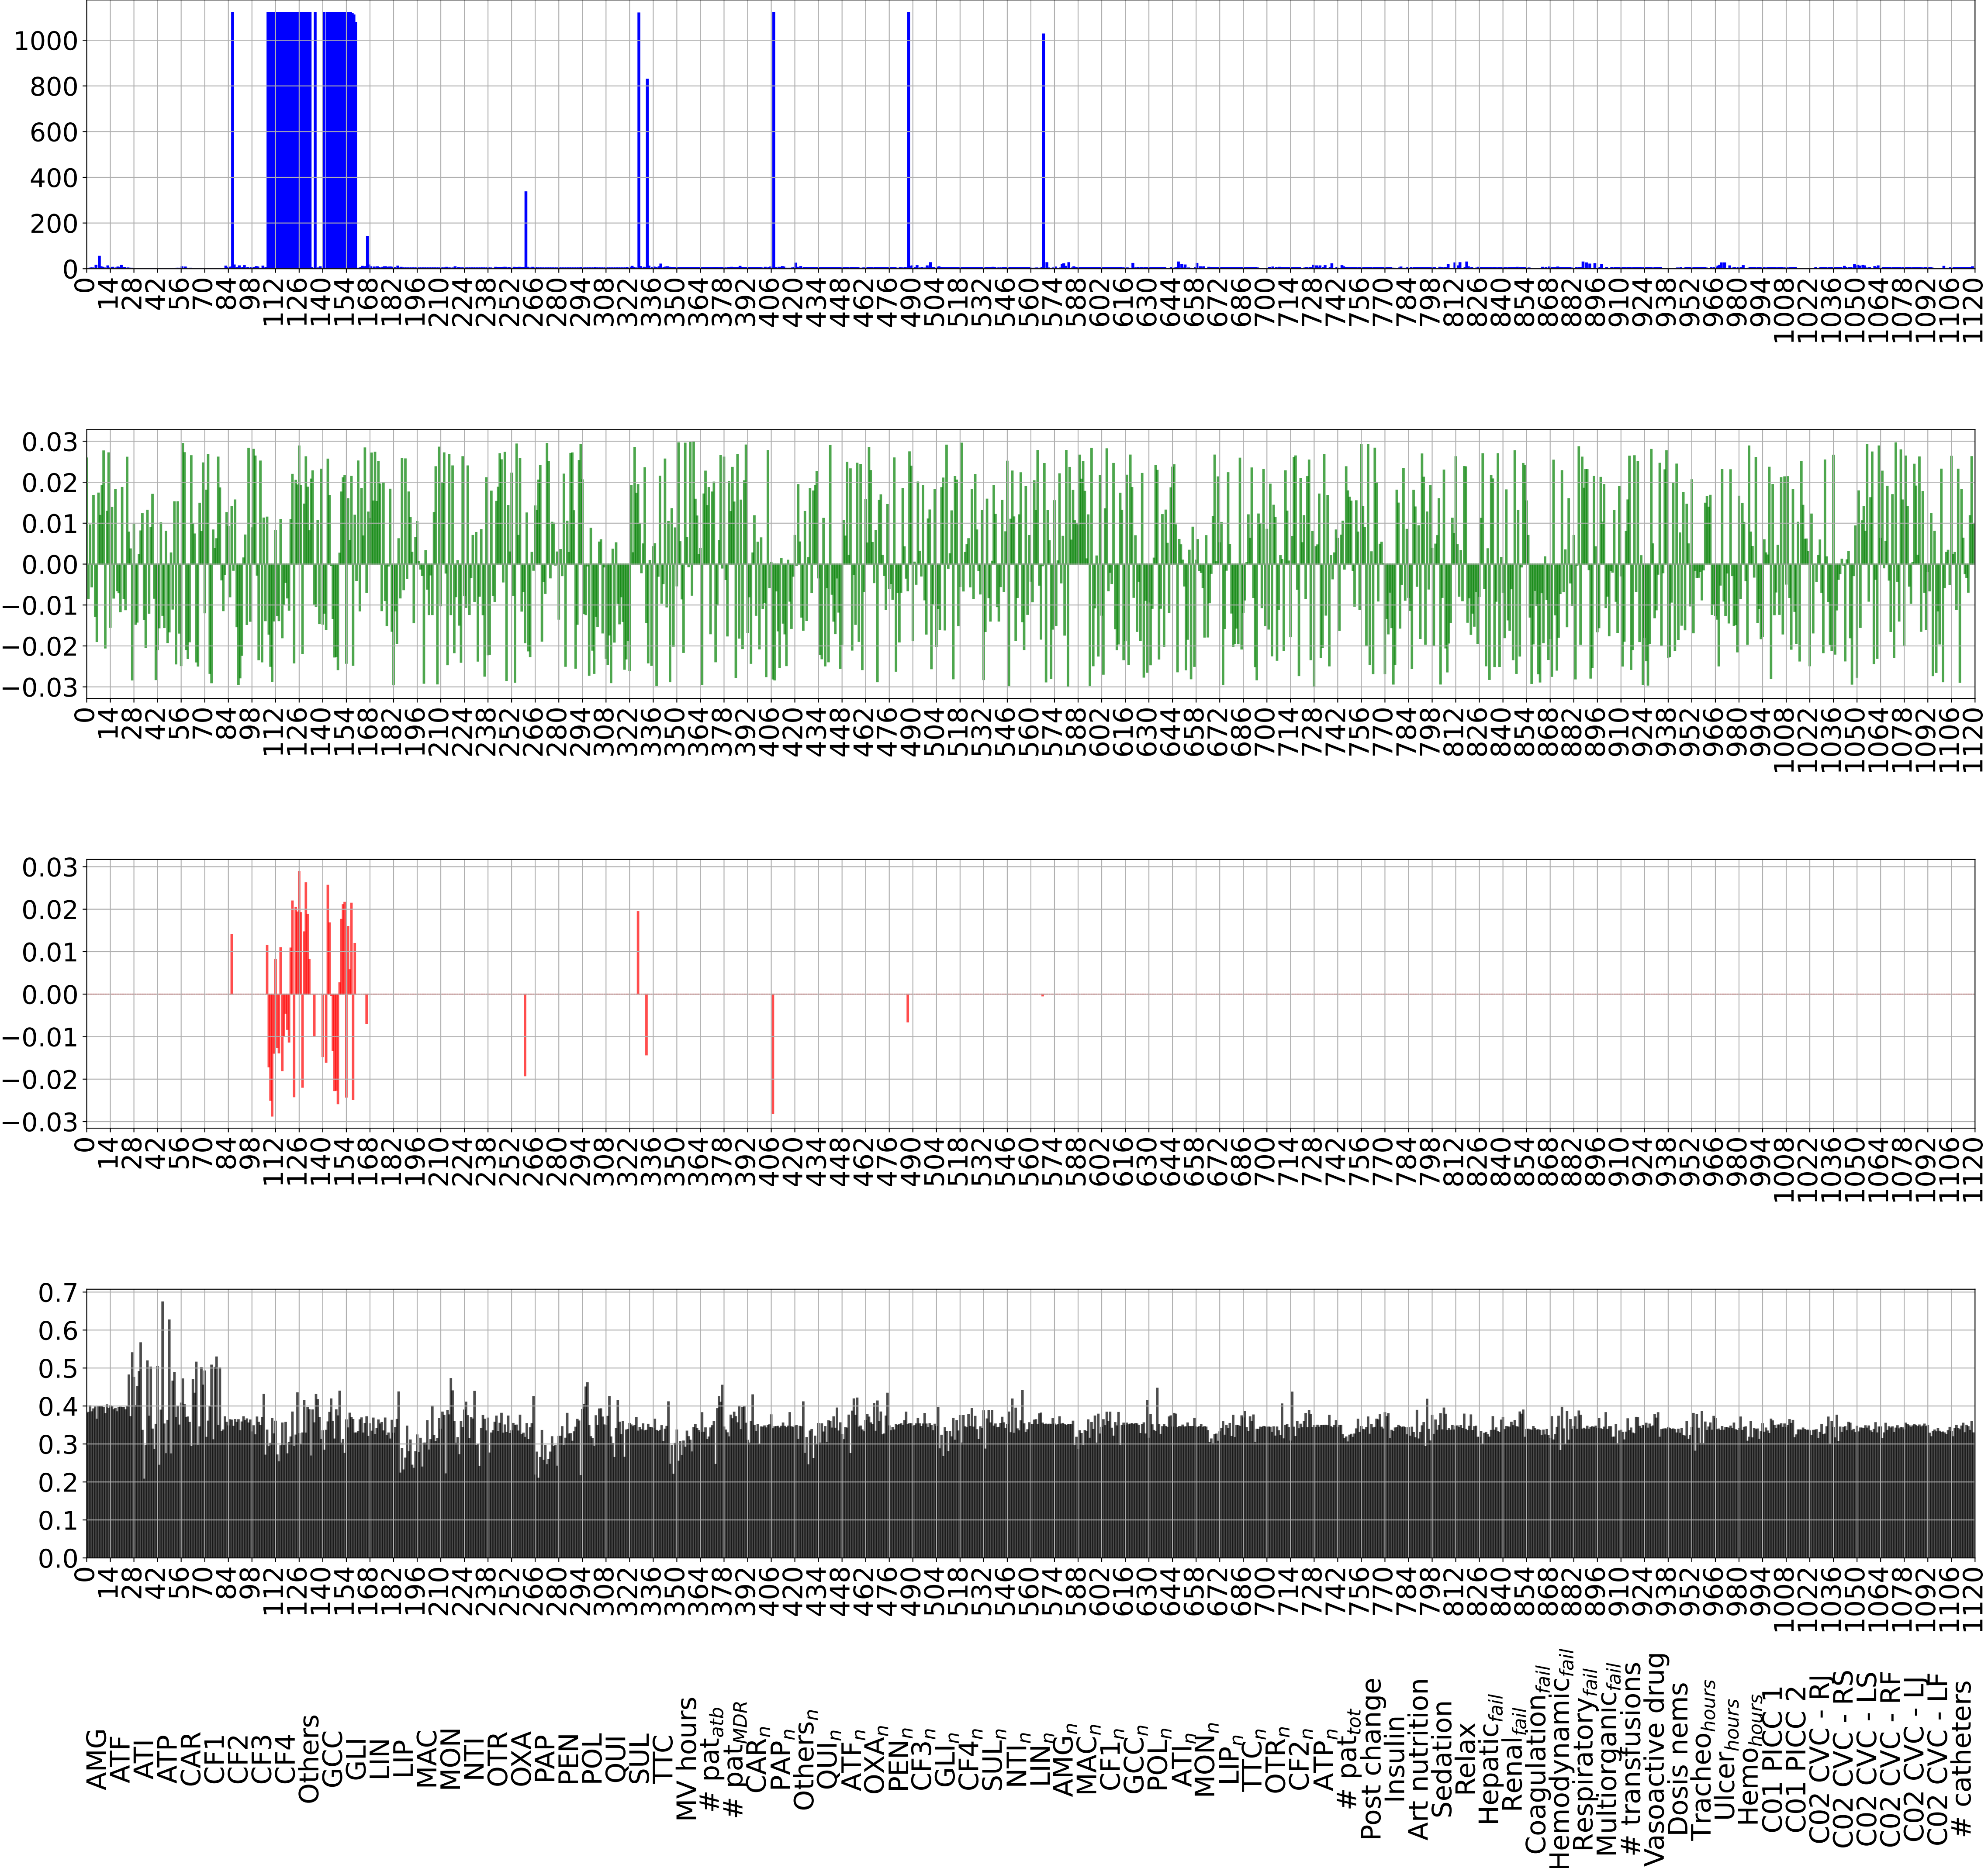 1000
800
600
400
200
0
0 14 28 42 56 70 84 98 112 126 140 154 168 182 196 210 224 238 252 266 280 294 308 322 336 350 364 378 392 406 420 434 448 462 476 490 504 518 532 546 560 574 588 602 616 630 644 658 672 686 700 714 728 742 756 770 784 798 812 826 840 854 868 882 896 910 924 938 952 966 980 994 1008 1022 1036 1050 1064 1078 1092 1106 1120
0.03
0.02
0.01
0.00
−0.01
−0.02
−0.03
0 14 28 42 56 70 84 98 112 126 140 154 168 182 196 210 224 238 252 266 280 294 308 322 336 350 364 378 392 406 420 434 448 462 476 490 504 518 532 546 560 574 588 602 616 630 644 658 672 686 700 714 728 742 756 770 784 798 812 826 840 854 868 882 896 910 924 938 952 966 980 994 1008 1022 1036 1050 1064 1078 1092 1106 1120
0.03
0.02
0.01
0.00
−0.01
−0.02
−0.03
0 14 28 42 56 70 84 98 112 126 140 154 168 182 196 210 224 238 252 266 280 294 308 322 336 350 364 378 392 406 420 434 448 462 476 490 504 518 532 546 560 574 588 602 616 630 644 658 672 686 700 714 728 742 756 770 784 798 812 826 840 854 868 882 896 910 924 938 952 966 980 994 1008 1022 1036 1050 1064 1078 1092 1106 1120
0.7
0.6
0.5
0.4
0.3
0.2
0.1
0.0
0 14 28 42 56 70 84 98 112 126 140 154 168 182 196 210 224 238 252 266 280 294 308 322 336 350 364 378 392 406 420 434 448 462 476 490 504 518 532 546 560 574 588 602 616 630 644 658 672 686 700 714 728 742 756 770 784 798 812 826 840 854 868 882 896 910 924 938 952 966 980 994 1008 1022 1036 1050 1064 1078 1092 1106 1120
AMG
ATF
ATI
ATP
CAR
CF1
CF2
CF3
CF4
Others
GCC
GLI
LIN
LIP
MAC
MON
NTI
OTR
OXA
PAP
PEN
POL
QUI
SUL
TTC
MV hours
# pat_atb
# pat_MDR
CAR_n
PAP_n
Others_n
QUI_n
ATF_n
OXA_n
PEN_n
CF3_n
GLI_n
CF4_n
SUL_n
NTI_n
LIN_n
AMG_n
MAC_n
CF1_n
GCC_n
POL_n
ATI_n
MON_n
LIP_n
TTC_n
OTR_n
CF2_n
ATP_n
# pat_tot
Post change
Insulin
Art nutrition
Sedation
Relax
Hepatic_fail
Renal_fail
Coagulation_fail
Hemodynamic_fail
Respiratory_fail
Multiorganic_fail
# transfusions
Vasoactive drug
Dosis nems
Tracheo_hours
Ulcer_hours
Hemo_hours
C01 PICC 1
C01 PICC 2
C02 CVC - RJ
C02 CVC - RS
C02 CVC - LS
C02 CVC - RF
C02 CVC - LJ
C02 CVC - LF
# catheters